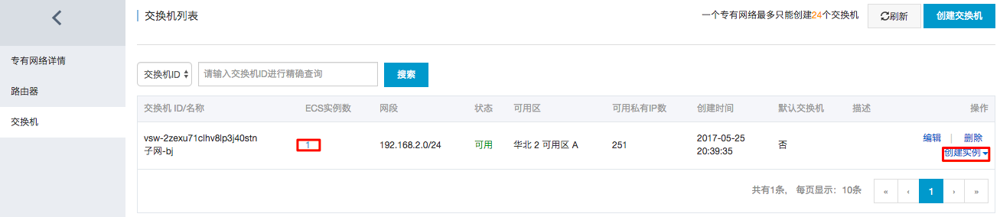 交换机列表
一个专有网络最多只能创建24个交换机
刷新
创建交换机
专有网络详情
路由器
交换机
交换机ID
请输入交换机ID进行精确查询
搜索
交换机 ID/名称 ECS实例数 网段 状态 可用区 可用私有IP数 创建时间 默认交换机 描述 操作
vsw-2zexu71clhv8lp3j40stn
子网-bj
1
192.168.2.0/24
可用
华北 2 可用区 A
251
2017-05-25
20:39:35
否
编辑 | 删除
创建实例
共有1条， 每页显示：10条
« ‹ 1 › »